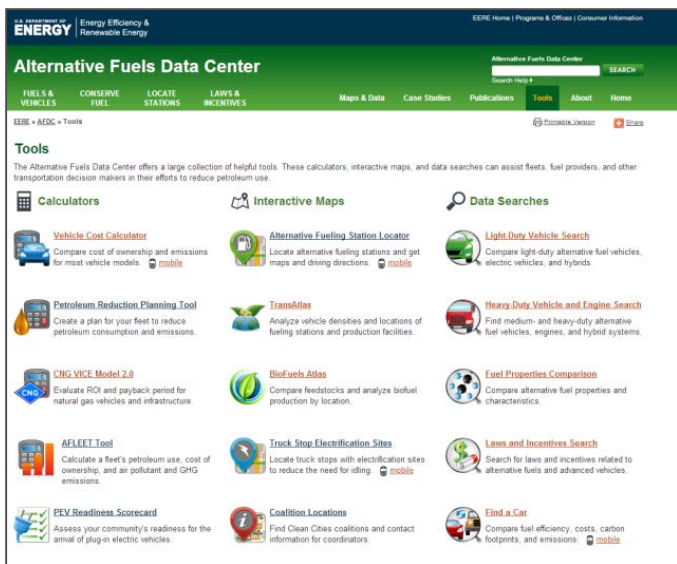 U.S. DEPARTMENT OF
ENERGY
Energy Efficiency &
Renewable Energy
EERE Home | Programs & Offices | Consumer Information
Alternative Fuels Data Center
Alternative Fuels Data Center
SEARCH
Search Help
FUELS &
VEHICLES
CONSERVE
FUEL
LOCATE
STATIONS
LAWS &
INCENTIVES
Maps & Data
Case Studies
Publications
Tools
About
Home
EERE » AFDC » Tools
Printable Version
Share
Tools
The Alternative Fuels Data Center offers a large collection of helpful tools. These calculators, interactive maps, and data searches can assist fleets, fuel providers, and other
transportation decision makers in their efforts to reduce petroleum use.
Calculators
Vehicle Cost Calculator
Compare cost of ownership and emissions
for most vehicle models. mobile
Petroleum Reduction Planning Tool
Create a plan for your fleet to reduce
petroleum consumption and emissions.
CNG
CNG VICE Model 2.0
Evaluate ROI and payback period for
natural gas vehicles and infrastructure.
AFLEET Tool
Calculate a fleet's petroleum use, cost of
ownership, and air pollutant and GHG
emissions.
PEV Readiness Scorecard
Assess your community's readiness for the
arrival of plug-in electric vehicles.
Interactive Maps
Alternative Fueling Station Locator
Locate alternative fueling stations and get
maps and driving directions. mobile
TransAtlas
Analyze vehicle densities and locations of
fueling stations and production facilities.
BioFuels Atlas
Compare feedstocks and analyze biofuel
production by location.
Truck Stop Electrification Sites
Locate truck stops with electrification sites
to reduce the need for idling. mobile
Coalition Locations
Find Clean Cities coalitions and contact
information for coordinators.
Data Searches
Light-Duty Vehicle Search
Compare light-duty alternative fuel vehicles,
electric vehicles, and hybrids.
Heavy-Duty Vehicle and Engine Search
Find medium- and heavy-duty alternative
fuel vehicles, engines, and hybrid systems.
Fuel Properties Comparison
Compare alternative fuel properties and
characteristics.
Laws and Incentives Search
Search for laws and incentives related to
alternative fuels and advanced vehicles.
Find a Car
Compare fuel efficiency, costs, carbon
footprints, and emissions. mobile